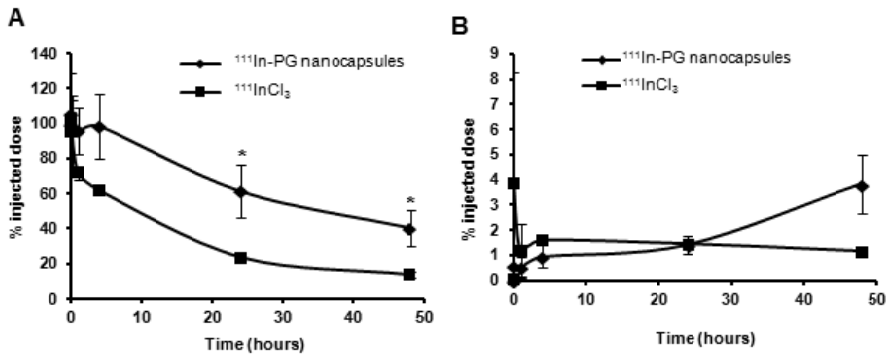 A
140
120
100
80
60
40
20
0
% injected dose
0 10 20 30 40 50
Time (hours)
¹¹¹In-PG nanocapsules
¹¹¹InCl₃
*
*
B
9
8
7
6
5
4
3
2
1
0
% injected dose
0 10 20 30 40 50
Time (hours)
¹¹¹In-PG nanocapsules
¹¹¹InCl₃